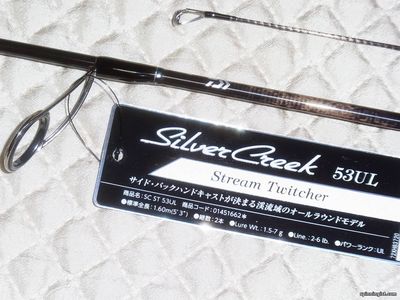 Silver Creek 53UL
Stream Twitcher
サイド・バックハンドキャストが決まる渓流域のオールラウンドモデル
商品名：SC ST 53UL 商品コード：01451662*
●標準全長：1.60m(5'3") ●継数：2本 ●Lure Wt.：1.5-7g ●Line.：2-6 lb. ●パワーランク：UL
spinningist.com